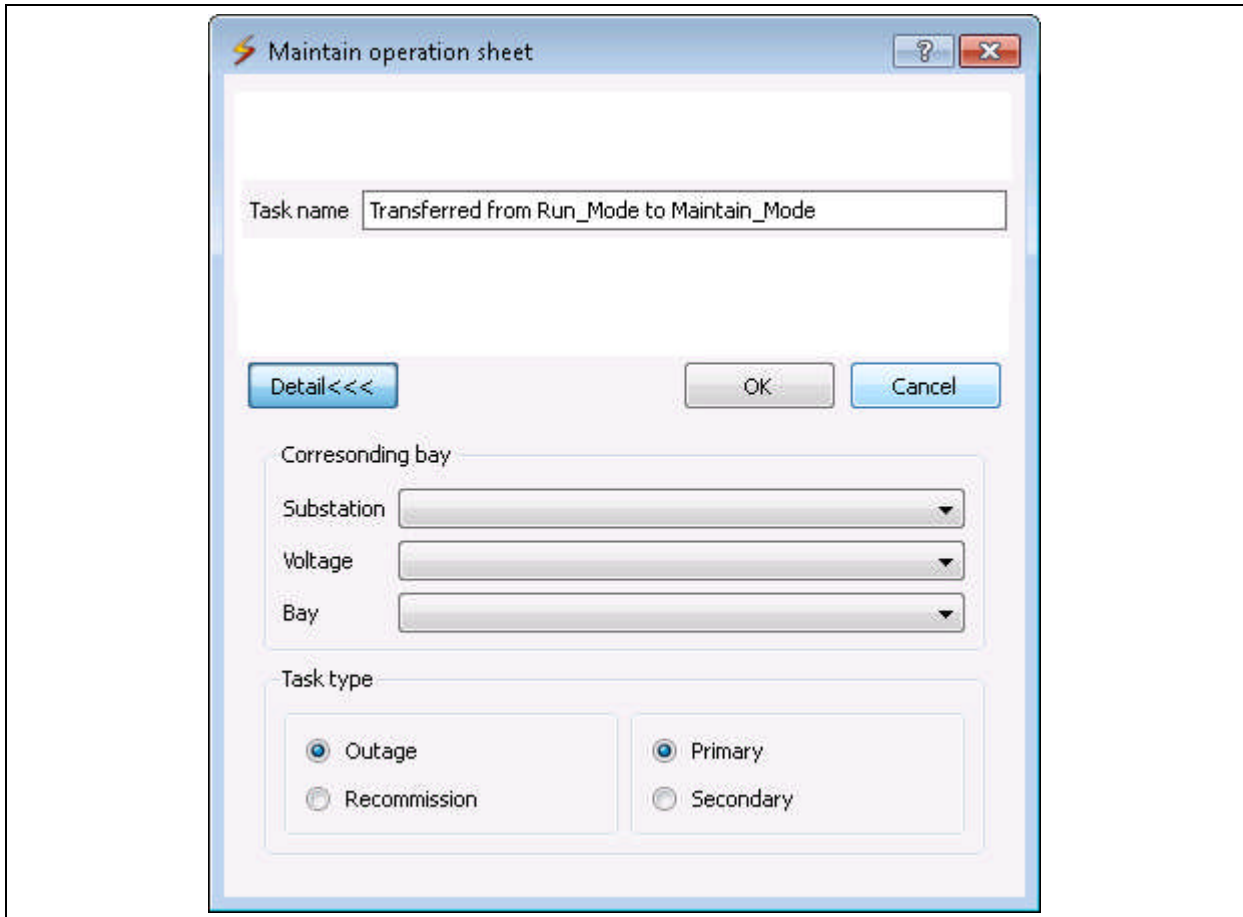 Maintain operation sheet
Task name Transferred from Run_Mode to Maintain_Mode
Detail<<< OK Cancel
Corresonding bay
Substation
Voltage
Bay
Task type
Outage Primary
Recommission Secondary